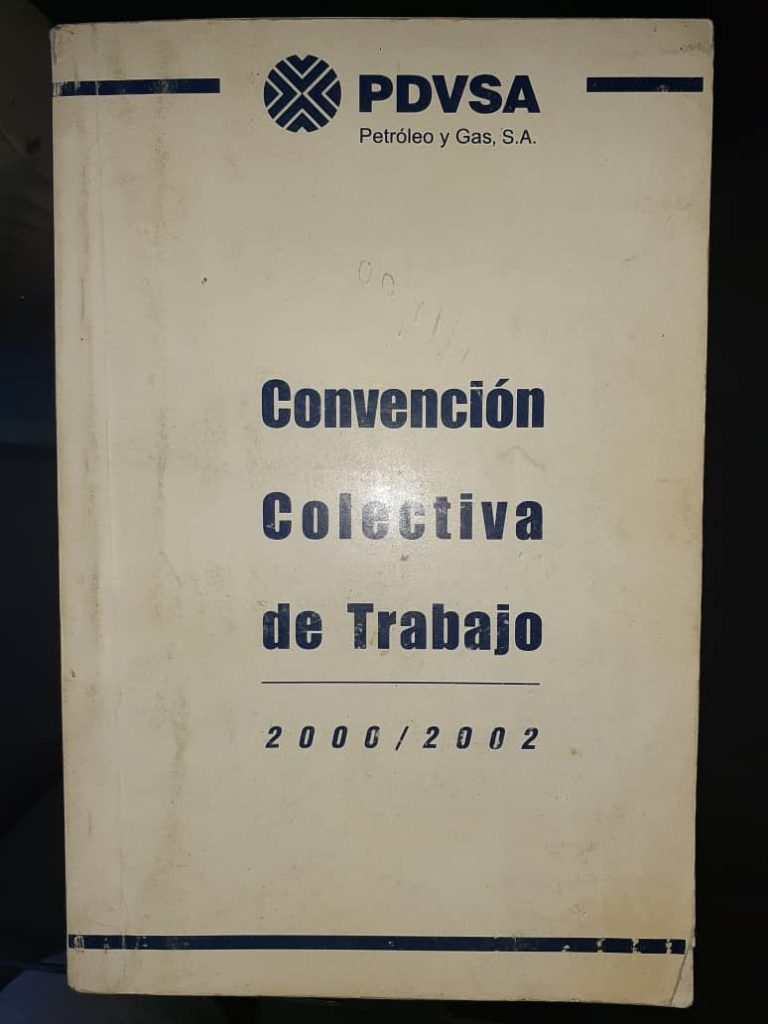 PDVSA
Petróleo y Gas, S.A.
Convención
Colectiva
de Trabajo
2000/2002